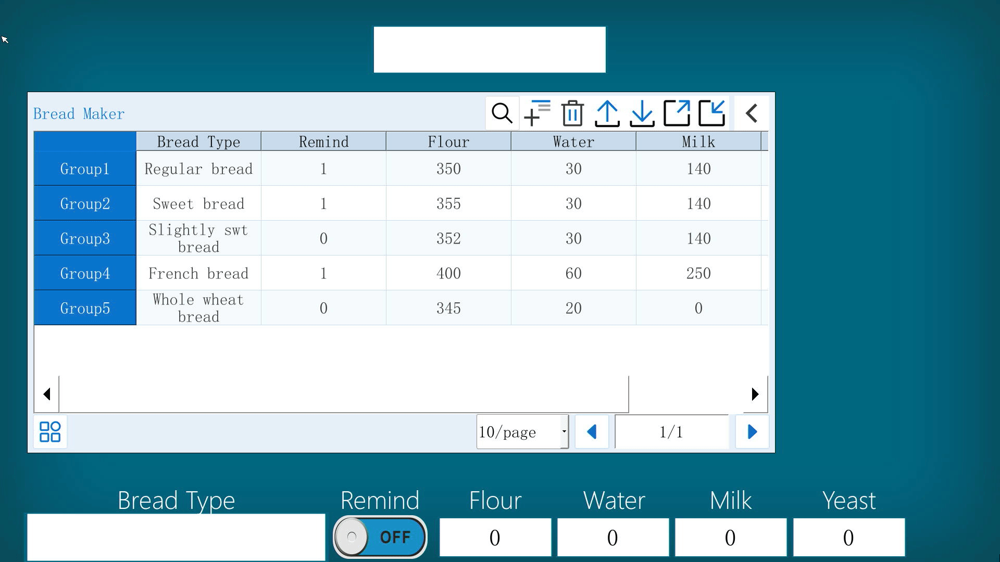 Bread Maker
Bread Type Remind Flour Water Milk
Group1 Regular bread 1 350 30 140
Group2 Sweet bread 1 355 30 140
Group3 Slightly swt bread 0 352 30 140
Group4 French bread 1 400 60 250
Group5 Whole wheat bread 0 345 20 0
10/page 1/1
Bread Type Remind Flour Water Milk Yeast
OFF 0 0 0 0